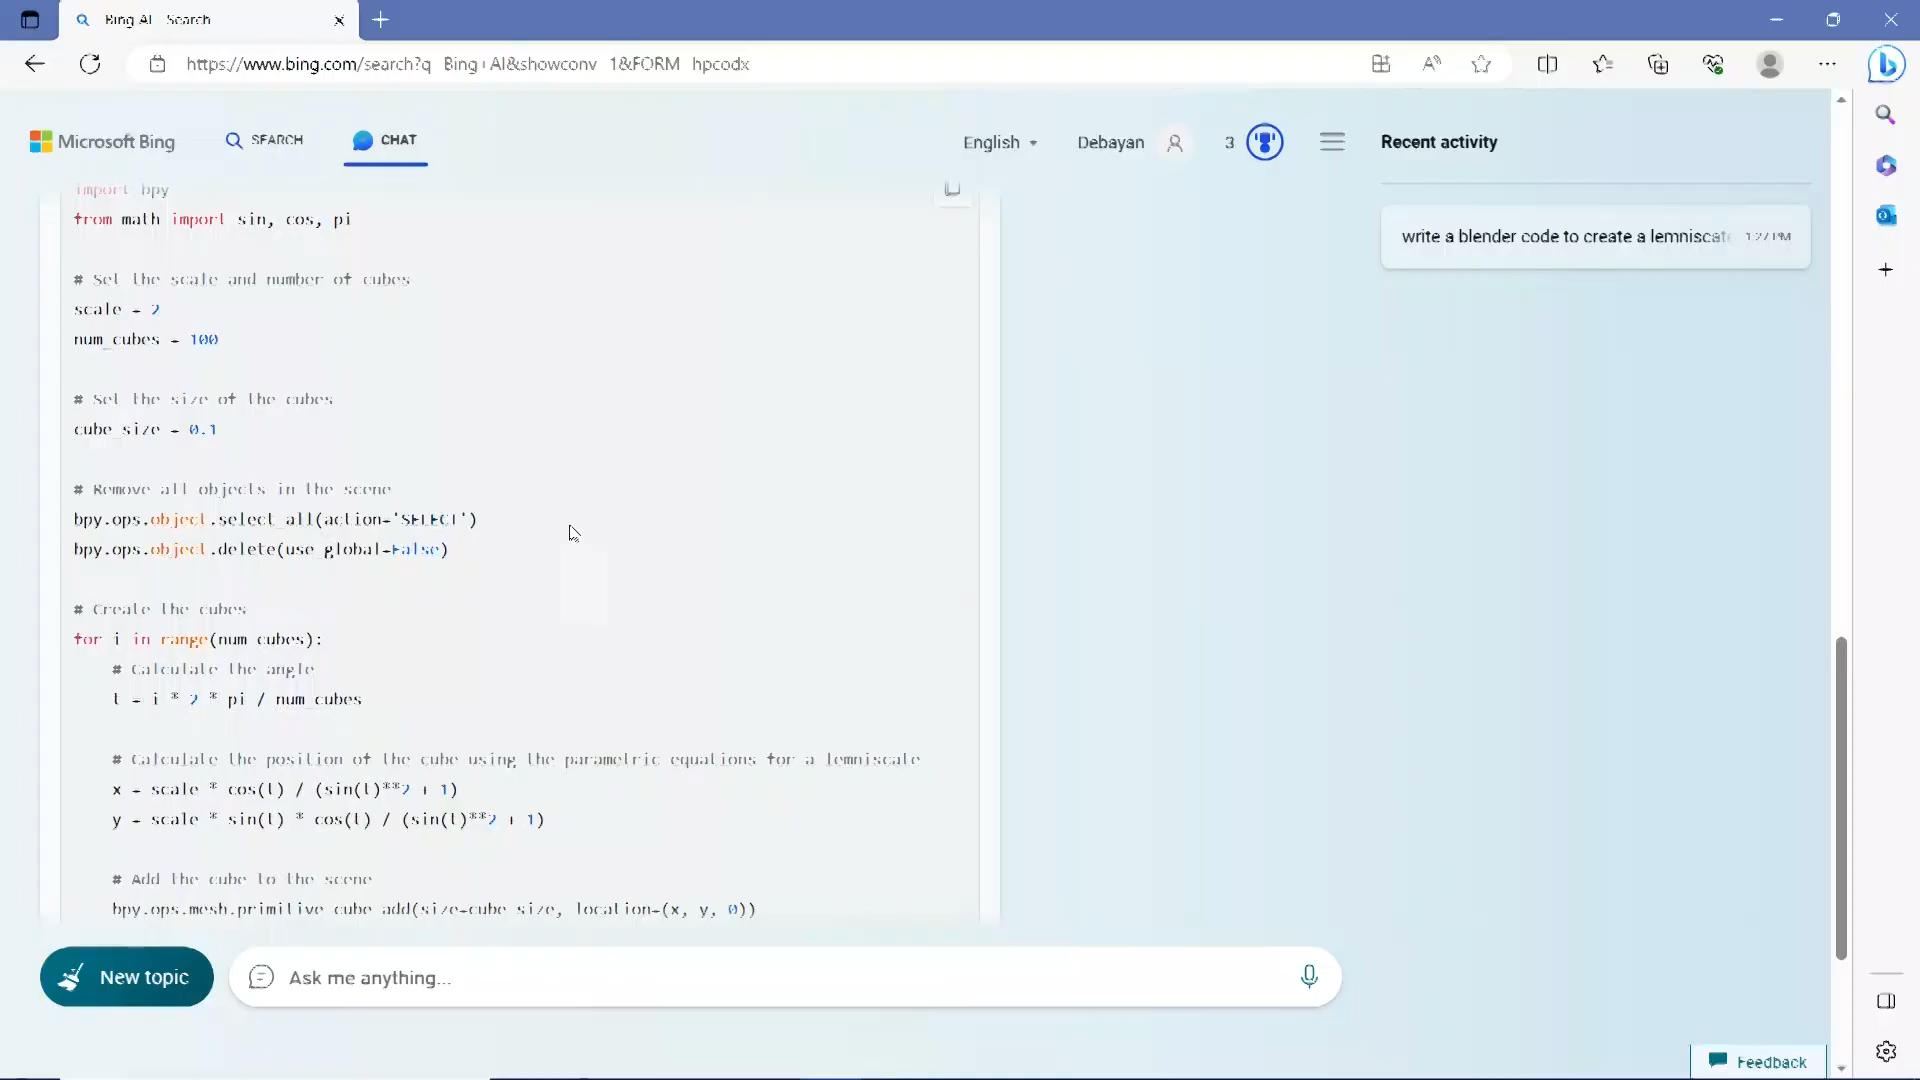 Bing AI - Search
https://www.bing.com/search?q Bing+AI&showconv 1&FORM hpcodx
Microsoft Bing
SEARCH
CHAT
English
Debayan
3
Recent activity
write a blender code to create a lemniscat
1:27 PM
import bpy
from math import sin, cos, pi
# Set the scale and number of cubes
scale = 2
num_cubes = 100
# Set the size of the cubes
cube_size = 0.1
# Remove all objects in the scene
bpy.ops.object.select_all(action='SELECT')
bpy.ops.object.delete(use_global=False)
# Create the cubes
for i in range(num_cubes):
# Calculate the angle
t = i * 2 * pi / num_cubes
# Calculate the position of the cube using the parametric equations for a lemniscate
x = scale * cos(t) / (sin(t)**2 + 1)
y = scale * sin(t) * cos(t) / (sin(t)**2 + 1)
# Add the cube to the scene
bpy.ops.mesh.primitive_cube_add(size=cube_size, location=(x, y, 0))
New topic
Ask me anything...
Feedback